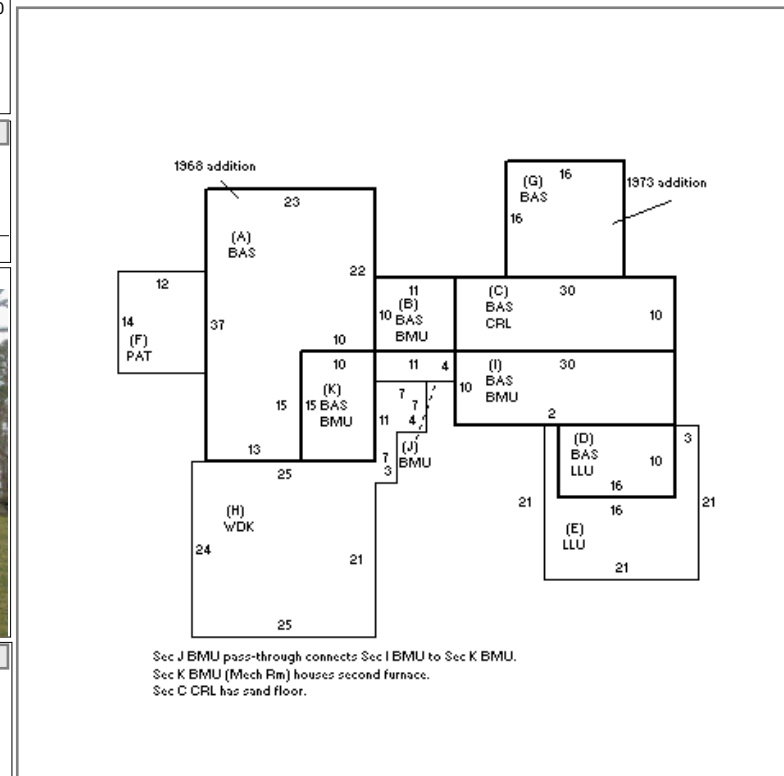 1968 addition
23
(A)
BAS
22
37
10
15
13
12
14
(F)
PAT
16
(G)
BAS
16
1973 addition
11
10
(B)
BAS
BMU
(C)
BAS
CRL
30
10
10
15
(K)
BAS
BMU
11
4
7
7
4
11
7
3
(J)
BMU
(I)
BAS
BMU
30
10
2
(D)
BAS
LLU
10
16
3
21
16
(E)
LLU
21
21
25
(H)
WDK
24
21
25
Sec J BMU pass-through connects Sec I BMU to Sec K BMU.
Sec K BMU (Mech Rm) houses second furnace.
Sec C CRL has sand floor.